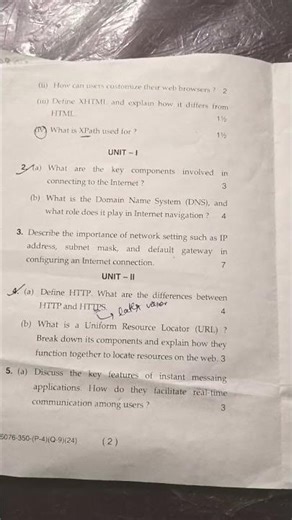 (ii) How can users customize their web browsers ? 2
(iii) Define XHTML and explain how it differs from
HTML. 1½
(iv) What is XPath used for ? 1½
UNIT – I
2. (a) What are the key components involved in
connecting to the Internet ? 3
(b) What is the Domain Name System (DNS), and
what role does it play in Internet navigation ? 4
3. Describe the importance of network setting such as IP
address, subnet mask, and default gateway in
configuring an Internet connection. 7
UNIT – II
4. (a) Define HTTP. What are the differences between
HTTP and HTTPS. 4
(b) What is a Uniform Resource Locator (URL) ?
Break down its components and explain how they
function together to locate resources on the web. 3
5. (a) Discuss the key features of instant messaing
applications. How do they facilitate real-time
communication among users ? 3
5076-350-(P-4)(Q-9)(24) ( 2 )